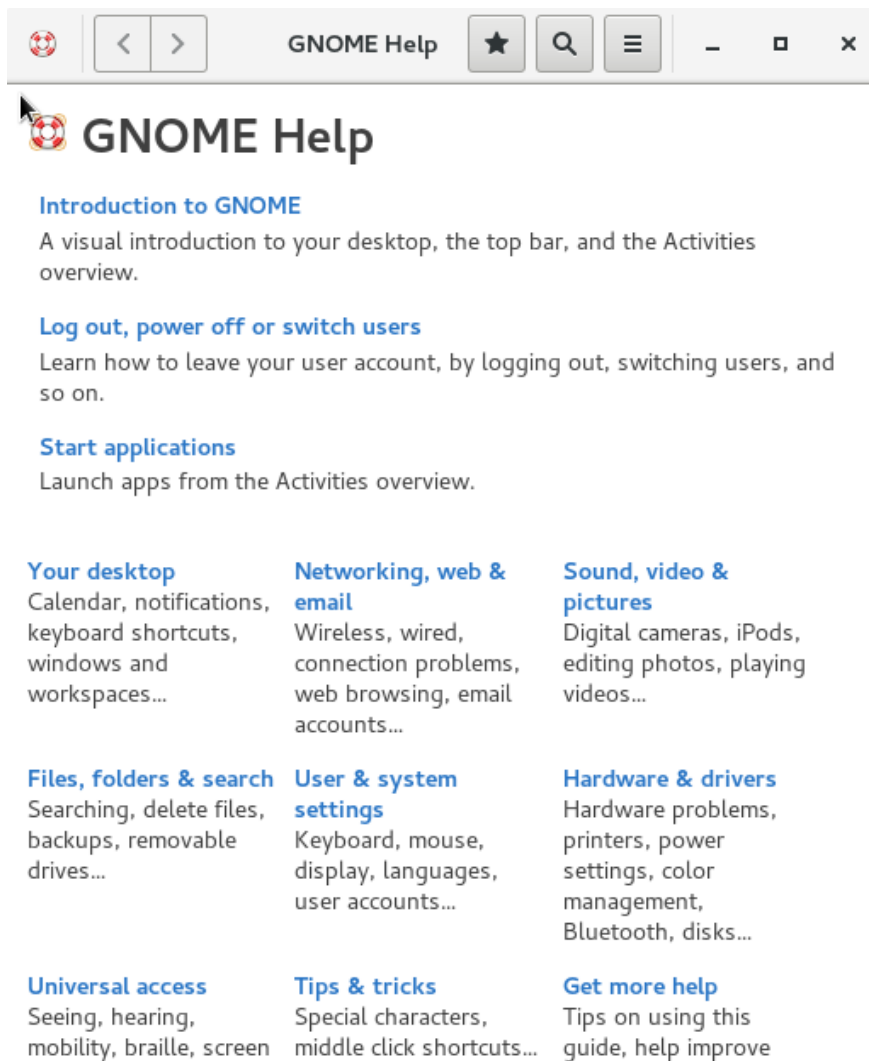 GNOME Help
GNOME Help
Introduction to GNOME
A visual introduction to your desktop, the top bar, and the Activities
overview.
Log out, power off or switch users
Learn how to leave your user account, by logging out, switching users, and
so on.
Start applications
Launch apps from the Activities overview.
Your desktop
Calendar, notifications,
keyboard shortcuts,
windows and
workspaces...
Networking, web &
email
Wireless, wired,
connection problems,
web browsing, email
accounts...
Sound, video &
pictures
Digital cameras, iPods,
editing photos, playing
videos...
Files, folders & search
Searching, delete files,
backups, removable
drives...
User & system
settings
Keyboard, mouse,
display, languages,
user accounts...
Hardware & drivers
Hardware problems,
printers, power
settings, color
management,
Bluetooth, disks...
Universal access
Seeing, hearing,
mobility, braille, screen
Tips & tricks
Special characters,
middle click shortcuts...
Get more help
Tips on using this
guide, help improve